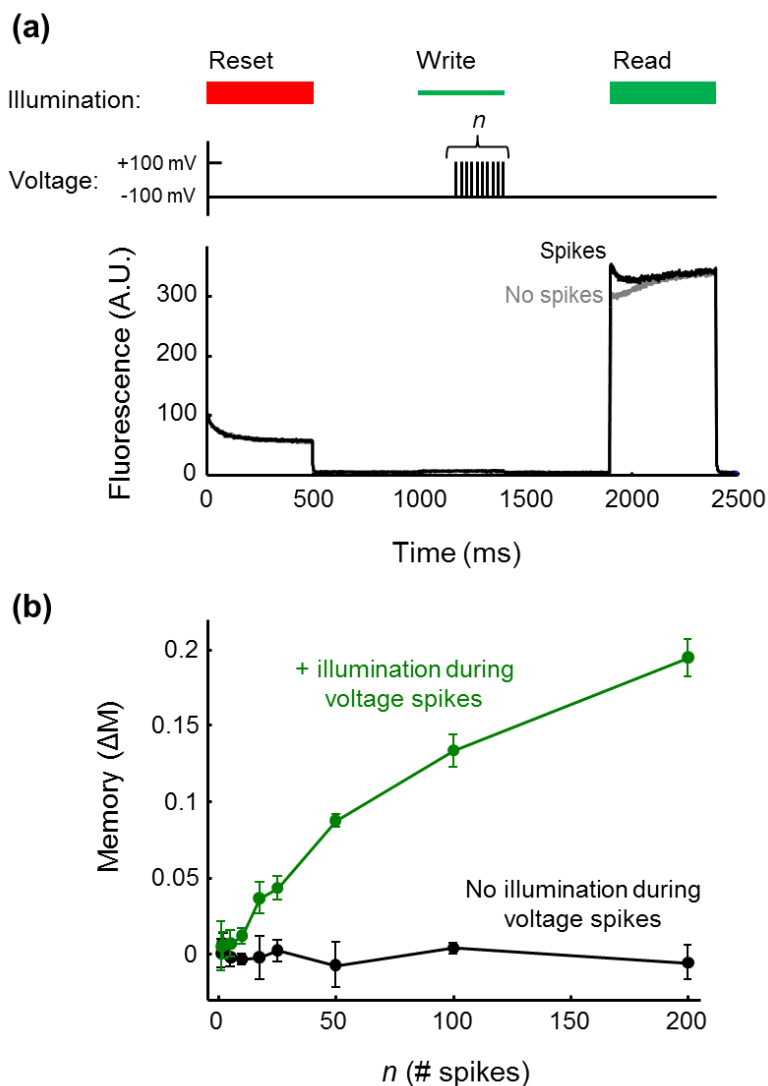 (a)
Reset Write Read
Illumination:
n
Voltage:
+100 mV
-100 mV
Fluorescence (A.U.)
300
200
100
0
Spikes
No spikes
0 500 1000 1500 2000 2500
Time (ms)
(b)
Memory (ΔM)
0.2
0.15
0.1
0.05
0
+ illumination during
voltage spikes
No illumination during
voltage spikes
0 50 100 150 200
n (# spikes)